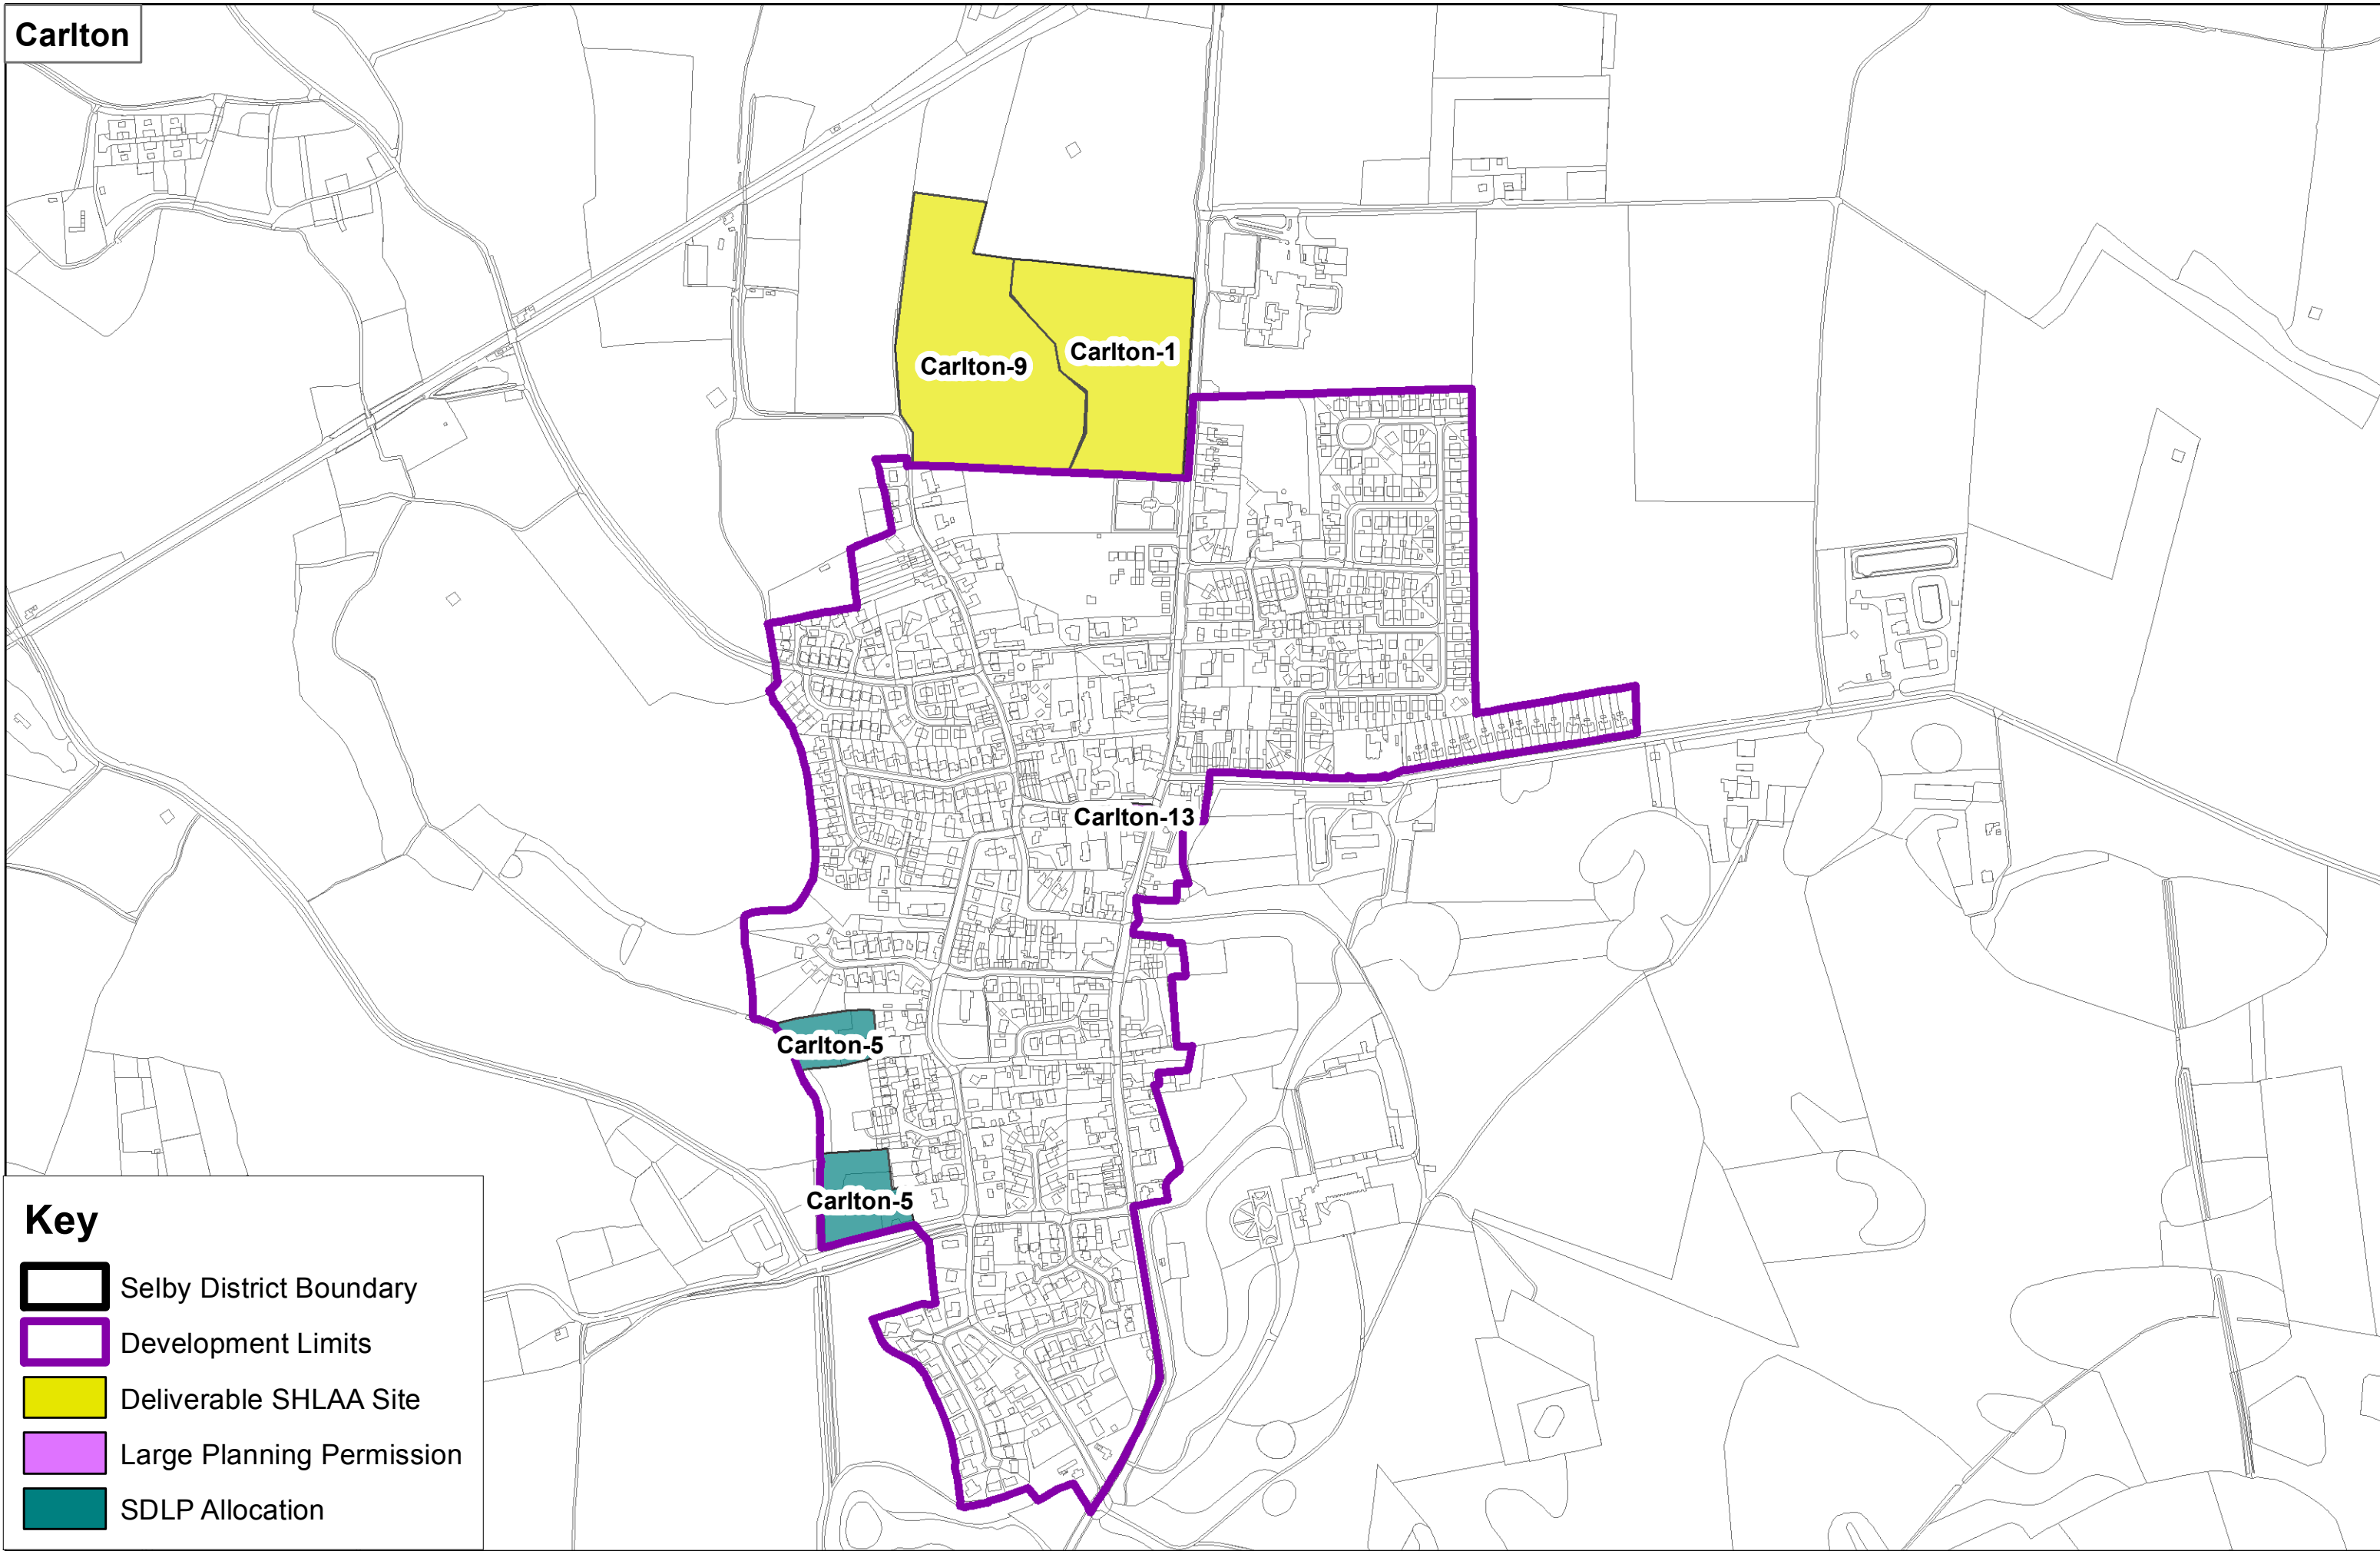 Carlton
Carlton-1
Carlton-9
Carlton-13
Carlton-5
Carlton-5
Key
Selby District Boundary
Development Limits
Deliverable SHLAA Site
Large Planning Permission
SDLP Allocation